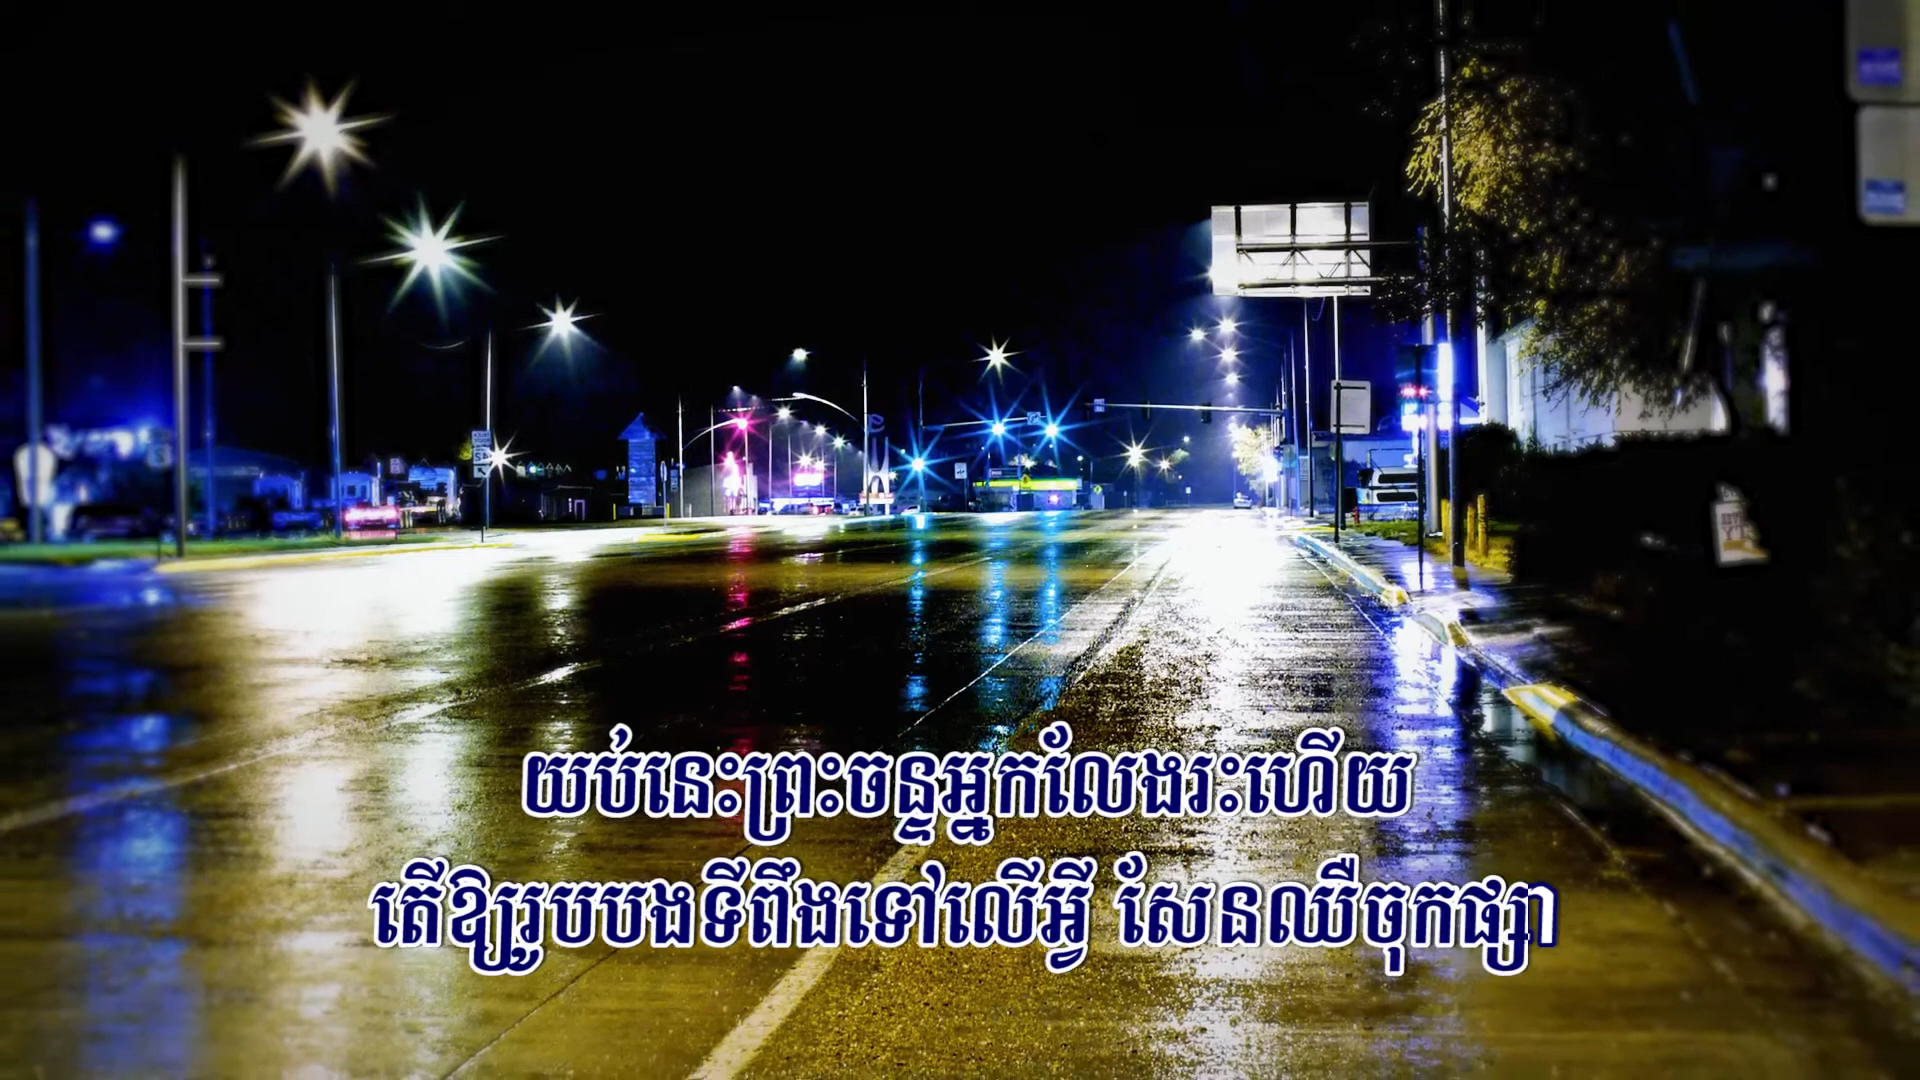 យប់នេះព្រះចន្ទអ្នកលែងរះហើយ
តើឱ្យរូបបងទីពឹងទៅលើអ្វី សែនឈឺចុកផ្សា